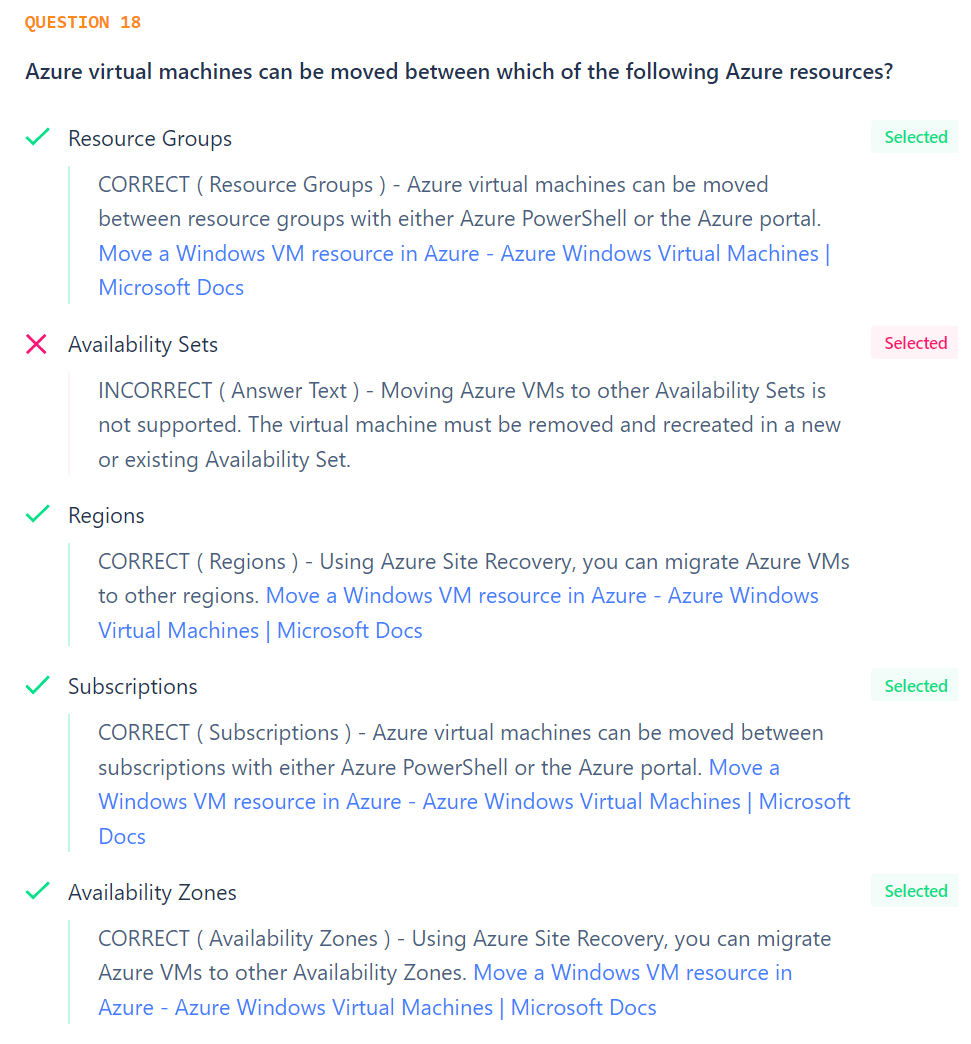 QUESTION 18
Azure virtual machines can be moved between which of the following Azure resources?
Resource Groups
Selected
CORRECT ( Resource Groups ) - Azure virtual machines can be moved
between resource groups with either Azure PowerShell or the Azure portal.
Move a Windows VM resource in Azure - Azure Windows Virtual Machines |
Microsoft Docs
Availability Sets
Selected
INCORRECT ( Answer Text ) - Moving Azure VMs to other Availability Sets is
not supported. The virtual machine must be removed and recreated in a new
or existing Availability Set.
Regions
CORRECT ( Regions ) - Using Azure Site Recovery, you can migrate Azure VMs
to other regions. Move a Windows VM resource in Azure - Azure Windows
Virtual Machines | Microsoft Docs
Subscriptions
Selected
CORRECT ( Subscriptions ) - Azure virtual machines can be moved between
subscriptions with either Azure PowerShell or the Azure portal. Move a
Windows VM resource in Azure - Azure Windows Virtual Machines | Microsoft
Docs
Availability Zones
Selected
CORRECT ( Availability Zones ) - Using Azure Site Recovery, you can migrate
Azure VMs to other Availability Zones. Move a Windows VM resource in
Azure - Azure Windows Virtual Machines | Microsoft Docs